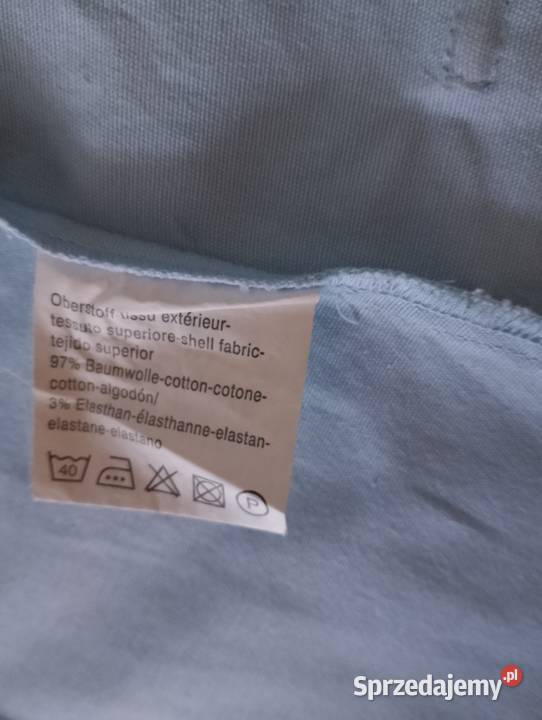 Oberstoff tissu extérieur-
tessuto superiore-shell fabric-
tejido superior
97% Baumwolle-cotton-cotone-
cotton-algodón/
3% Elasthan-élasthanne-elastan-
elastane-elastano
40
P
Sprzedajemy.pl